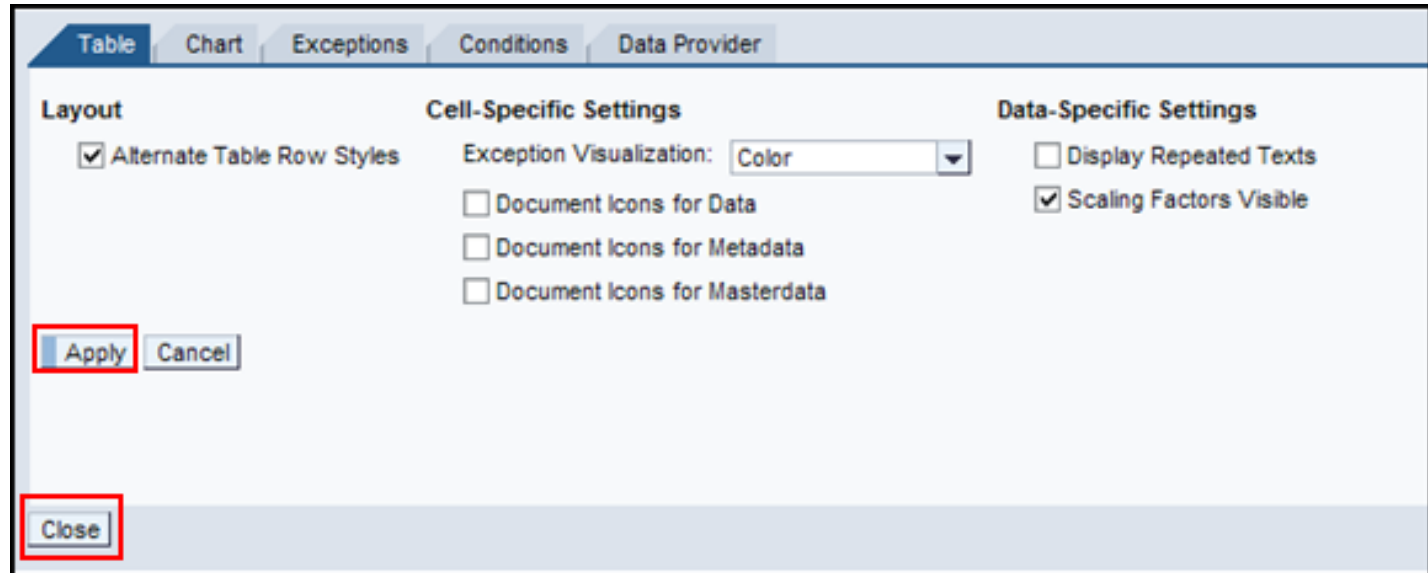 Table Chart Exceptions Conditions Data Provider
Layout Cell-Specific Settings Data-Specific Settings
Alternate Table Row Styles Exception Visualization: Color Display Repeated Texts
Document Icons for Data Scaling Factors Visible
Document Icons for Metadata
Document Icons for Masterdata
Apply Cancel
Close